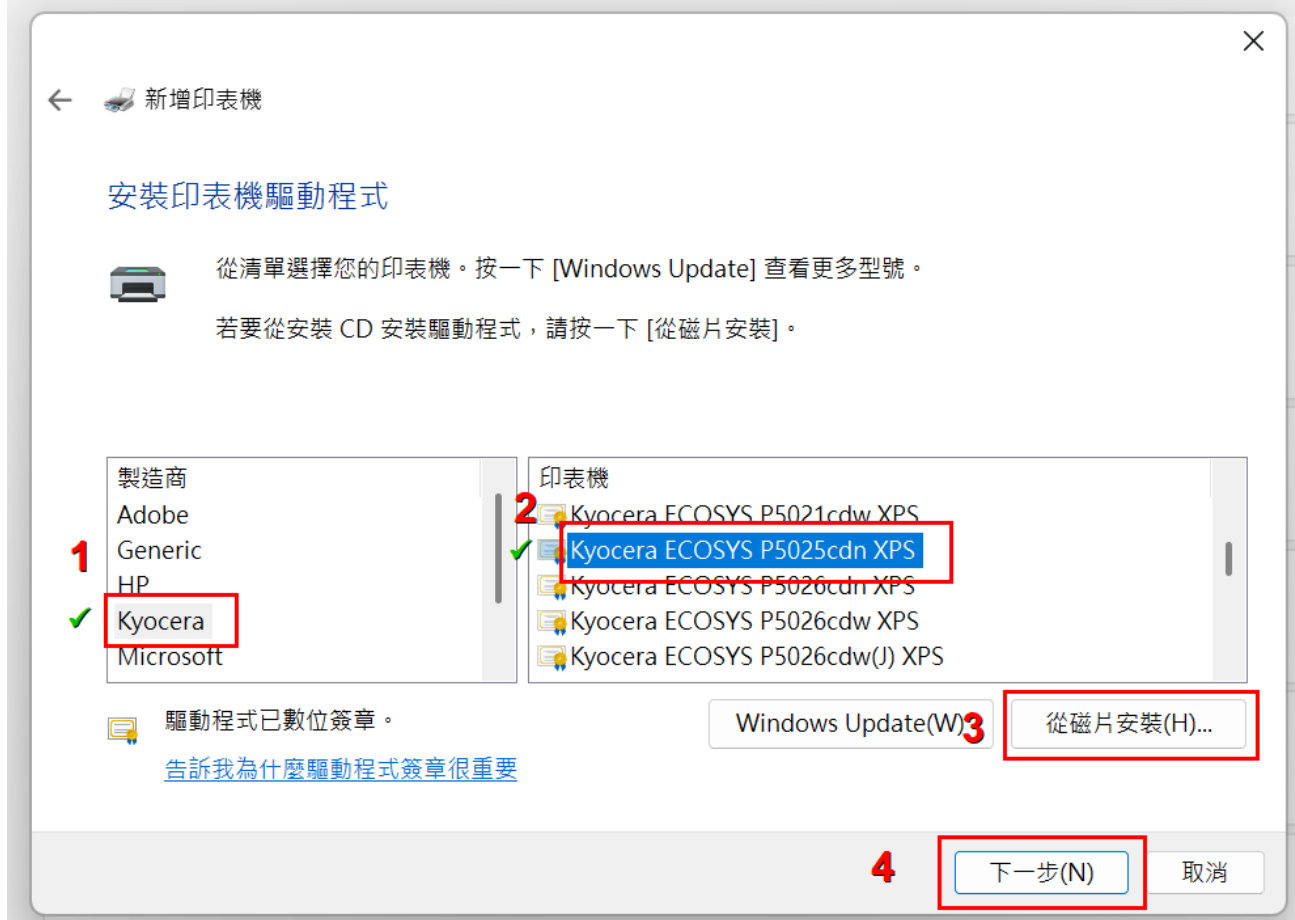 新增印表機
安裝印表機驅動程式
從清單選擇您的印表機。按一下 [Windows Update] 查看更多型號。
若要從安裝 CD 安裝驅動程式，請按一下 [從磁片安裝]。
製造商
Adobe
Generic
1
HP
Kyocera
Microsoft
印表機
2
Kyocera ECOSYS P5021cdw XPS
Kyocera ECOSYS P5025cdn XPS
Kyocera ECOSYS P5026cdn XPS
Kyocera ECOSYS P5026cdw XPS
Kyocera ECOSYS P5026cdw(J) XPS
驅動程式已數位簽章。
告訴我為什麼驅動程式簽章很重要
Windows Update(W)
3
從磁片安裝(H)...
4
下一步(N)
取消